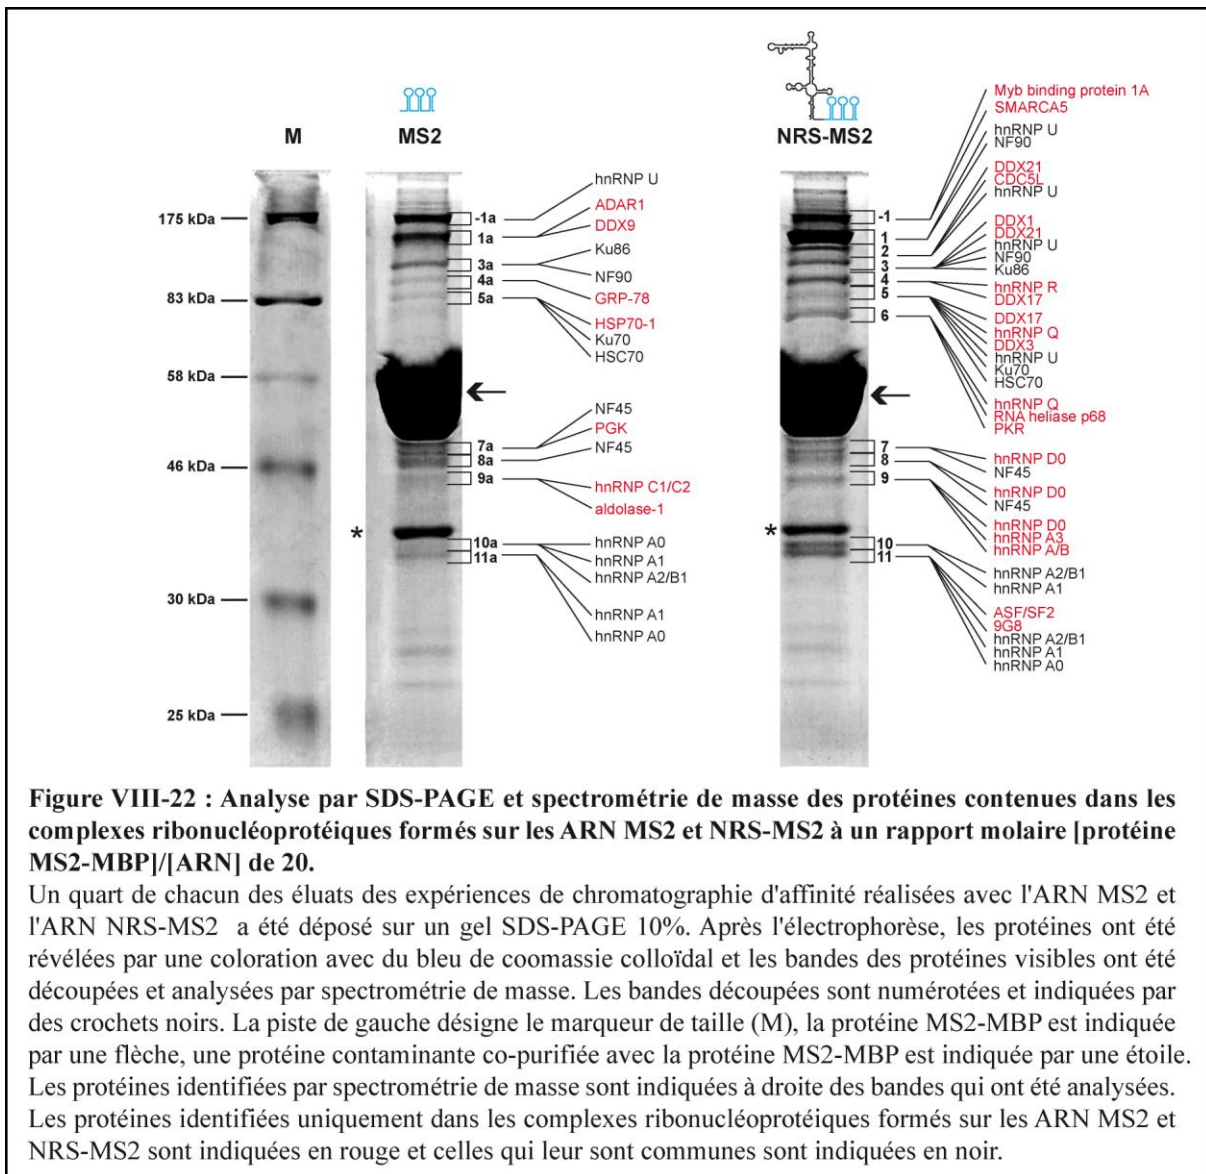 M
MS2
NRS-MS2
175 kDa
83 kDa
58 kDa
46 kDa
30 kDa
25 kDa
*
-1a
1a
3a
4a
5a
7a
8a
9a
10a
11a
hnRNP U
ADAR1
DDX9
Ku86
NF90
GRP-78
HSP70-1
Ku70
HSC70
NF45
PGK
NF45
hnRNP C1/C2
aldolase-1
hnRNP A0
hnRNP A1
hnRNP A2/B1
hnRNP A1
hnRNP A0
*
-1
1
2
3
4
5
6
7
8
9
10
11
Myb binding protein 1A
SMARCA5
hnRNP U
NF90
DDX21
CDC5L
hnRNP U
DDX1
DDX21
hnRNP U
NF90
Ku86
hnRNP R
DDX17
DDX17
hnRNP Q
DDX3
hnRNP U
Ku70
HSC70
hnRNP Q
RNA heliase p68
PKR
hnRNP D0
NF45
hnRNP D0
NF45
hnRNP D0
hnRNP A3
hnRNP A/B
hnRNP A2/B1
hnRNP A1
ASF/SF2
9G8
hnRNP A2/B1
hnRNP A1
hnRNP A0
Figure VIII-22 : Analyse par SDS-PAGE et spectrométrie de masse des protéines contenues dans les
complexes ribonucléoprotéiques formés sur les ARN MS2 et NRS-MS2 à un rapport molaire [protéine
MS2-MBP]/[ARN] de 20.
Un quart de chacun des éluats des expériences de chromatographie d'affinité réalisées avec l'ARN MS2 et
l'ARN NRS-MS2 a été déposé sur un gel SDS-PAGE 10%. Après l'électrophorèse, les protéines ont été
révélées par une coloration avec du bleu de coomassie colloïdal et les bandes des protéines visibles ont été
découpées et analysées par spectrométrie de masse. Les bandes découpées sont numérotées et indiquées par
des crochets noirs. La piste de gauche désigne le marqueur de taille (M), la protéine MS2-MBP est indiquée
par une flèche, une protéine contaminante co-purifiée avec la protéine MS2-MBP est indiquée par une étoile.
Les protéines identifiées par spectrométrie de masse sont indiquées à droite des bandes qui ont été analysées.
Les protéines identifiées uniquement dans les complexes ribonucléoprotéiques formés sur les ARN MS2 et
NRS-MS2 sont indiquées en rouge et celles qui leur sont communes sont indiquées en noir.